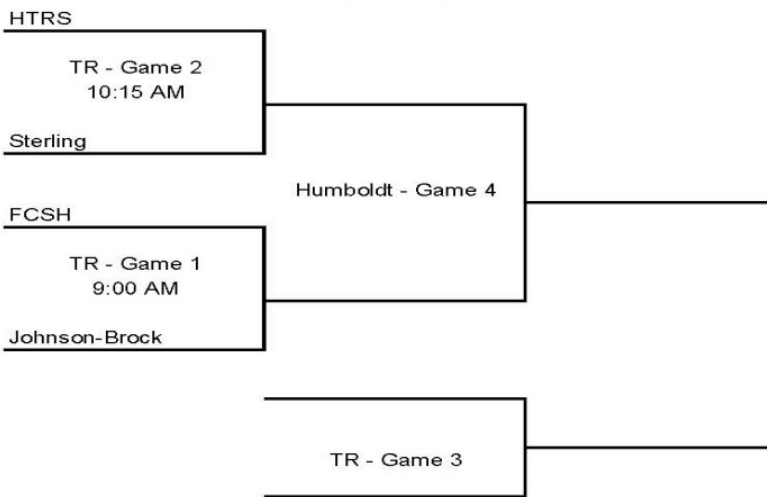 HTRS
TR - Game 2
10:15 AM
Sterling
Humboldt - Game 4
FCSH
TR - Game 1
9:00 AM
Johnson-Brock
TR - Game 3